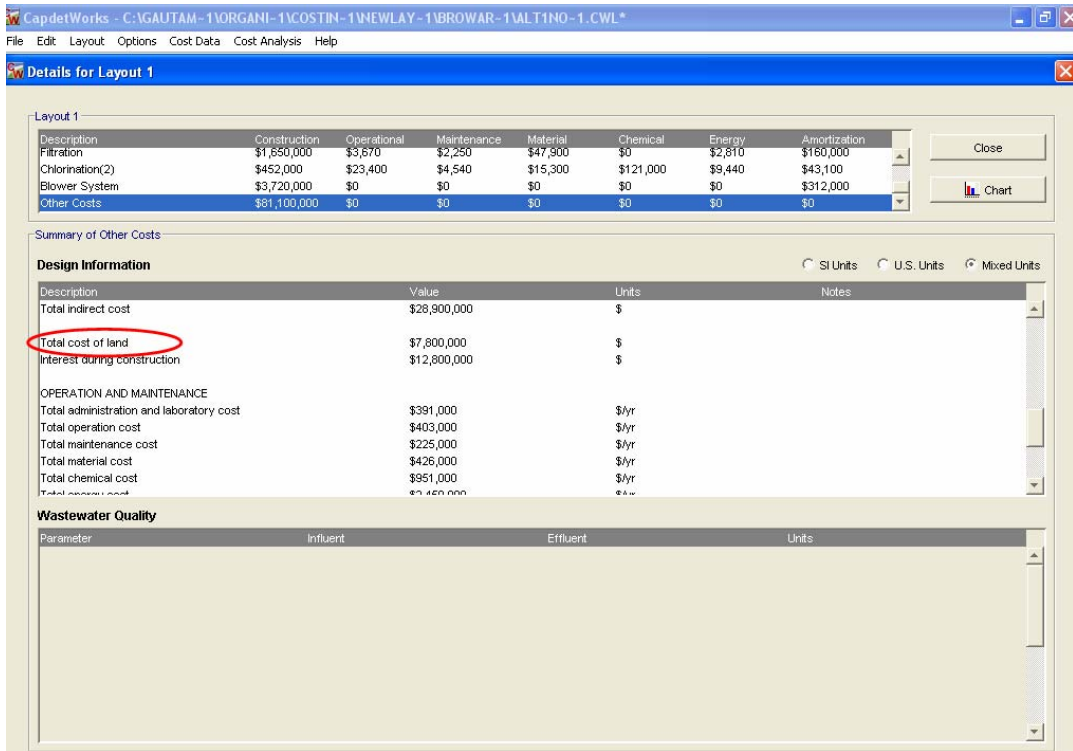 CapdetWorks - C:\GAUTAM~1\ORGANI~1\COSTIN~1\NEWLAY~1\BROWAR~1\ALT1NO~1.CWL*
File Edit Layout Options Cost Data Cost Analysis Help
Details for Layout 1
Layout 1
Description Construction Operational Maintenance Material Chemical Energy Amortization
Filtration $1,650,000 $3,670 $2,250 $47,900 $0 $2,810 $160,000
Close
Chlorination(2) $452,000 $23,400 $4,540 $15,300 $121,000 $9,440 $43,100
Blower System $3,720,000 $0 $0 $0 $0 $0 $312,000
Chart
Other Costs $81,100,000 $0 $0 $0 $0 $0 $0
Summary of Other Costs
Design Information SI Units U.S. Units Mixed Units
Description Value Units Notes
Total indirect cost $28,900,000 $
Total cost of land $7,800,000 $
Interest during construction $12,800,000 $
OPERATION AND MAINTENANCE
Total administration and laboratory cost $391,000 $/yr
Total operation cost $403,000 $/yr
Total maintenance cost $225,000 $/yr
Total material cost $426,000 $/yr
Total chemical cost $951,000 $/yr
Total energy cost
Wastewater Quality
Parameter Influent Effluent Units